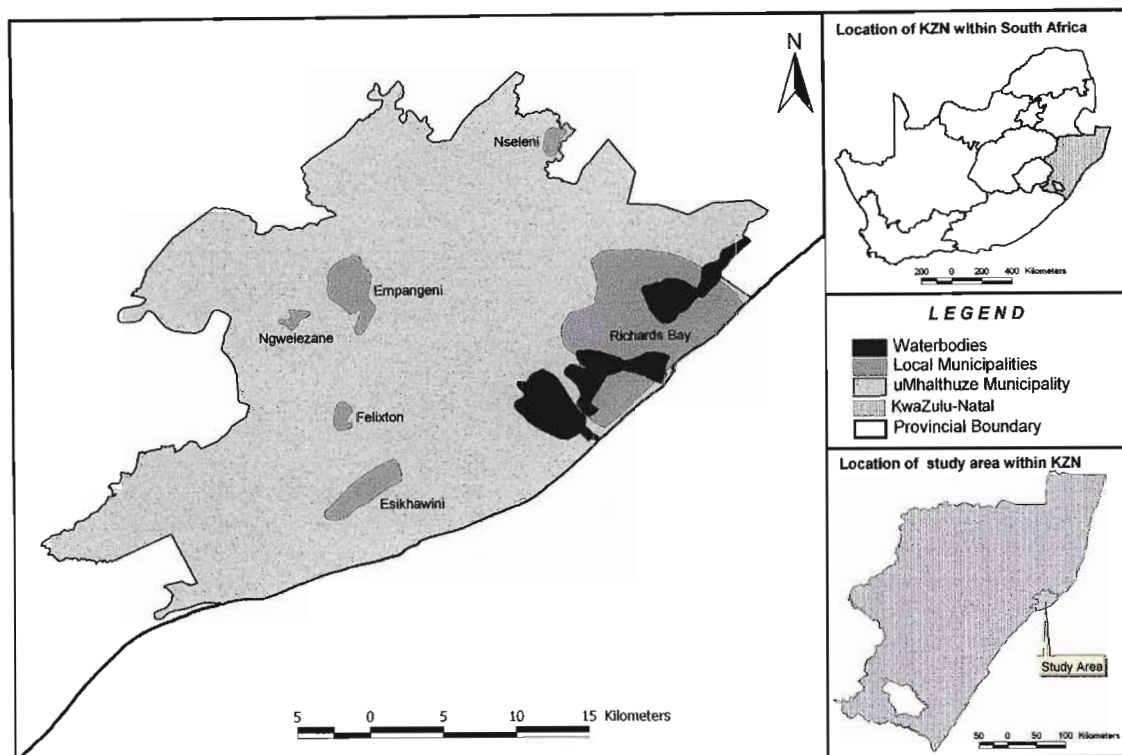 N
Nseleni
Empangeni
Ngwelezane
Richards Bay
Felixton
Esikhawini
5 0 5 10 15 Kilometers
Location of KZN within South Africa
200 0 200 400 Kilometers
LEGEND
Waterbodies
Local Municipalities
uMhalthuze Municipality
KwaZulu-Natal
Provincial Boundary
Location of study area within KZN
Study Area
50 0 50 100 Kilometers